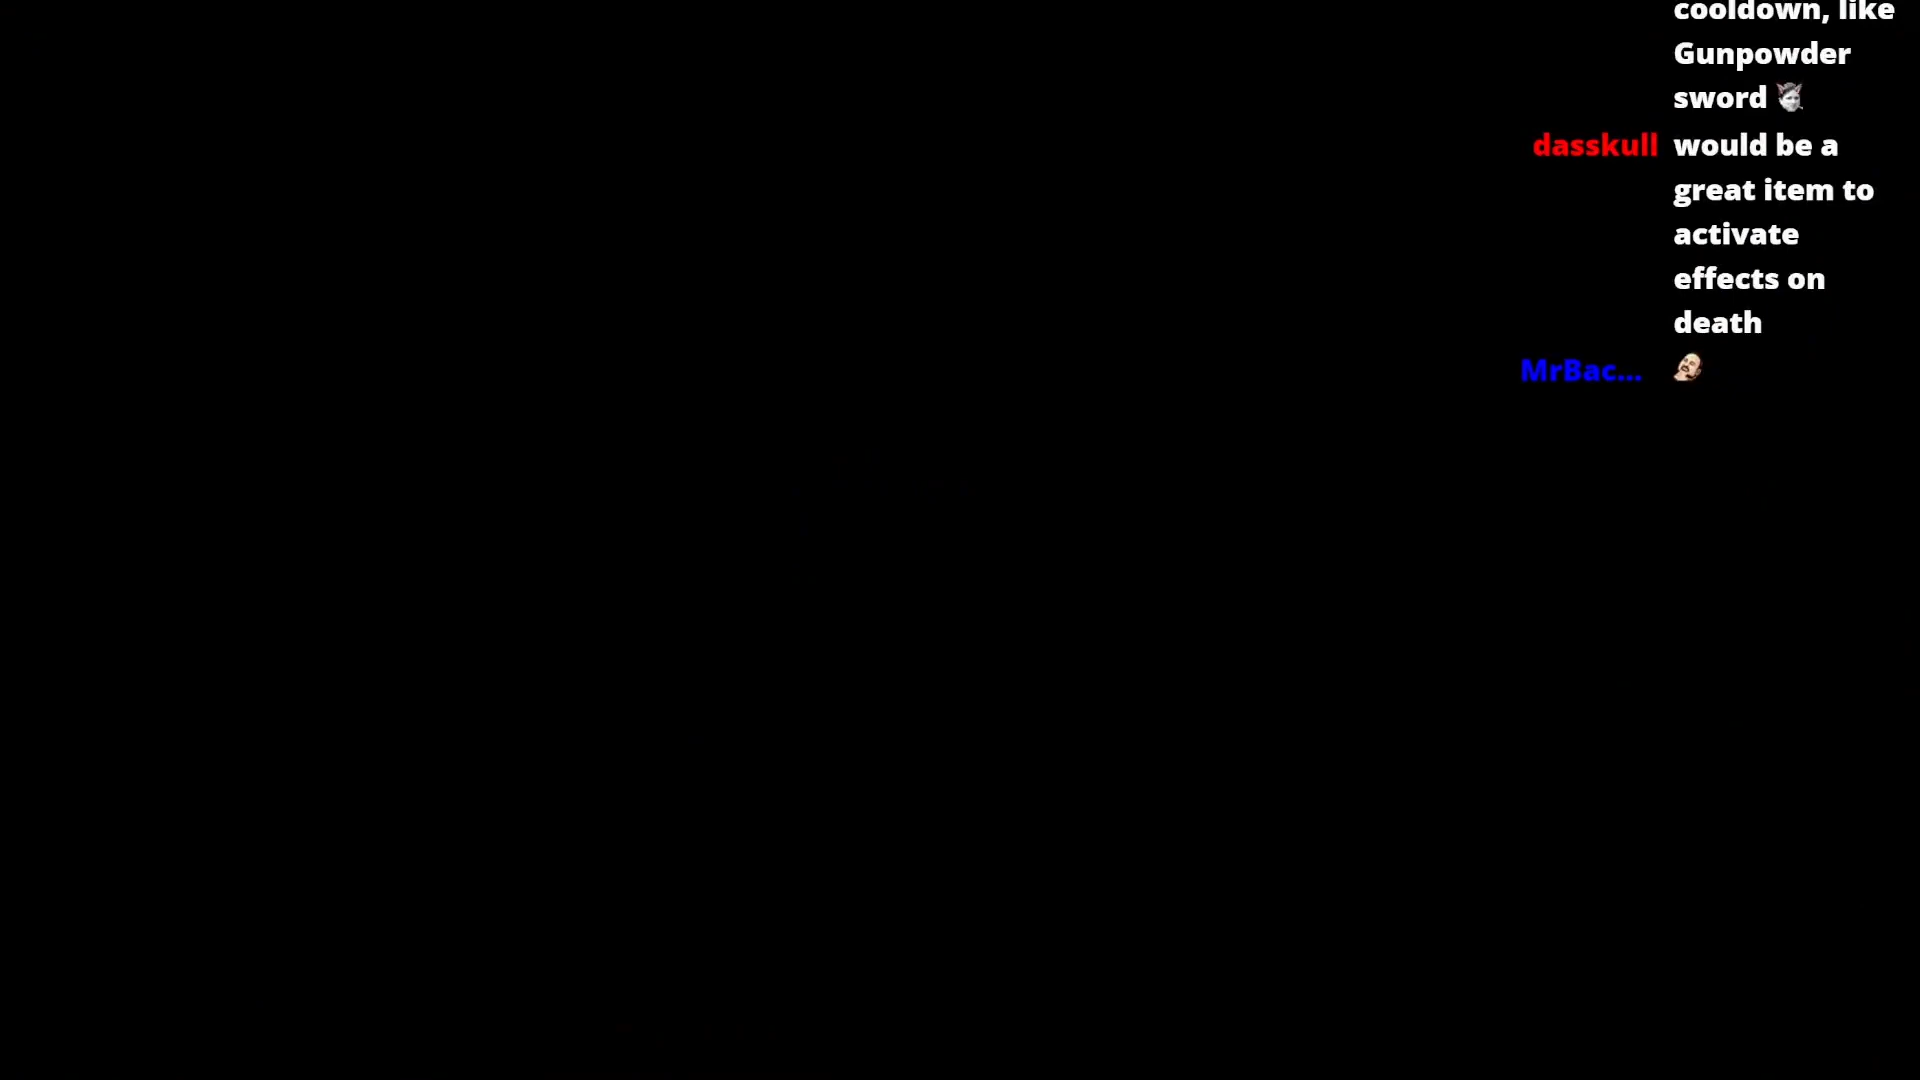 cooldown, like
Gunpowder
sword
dasskull would be a
great item to
activate
effects on
death
MrBac...